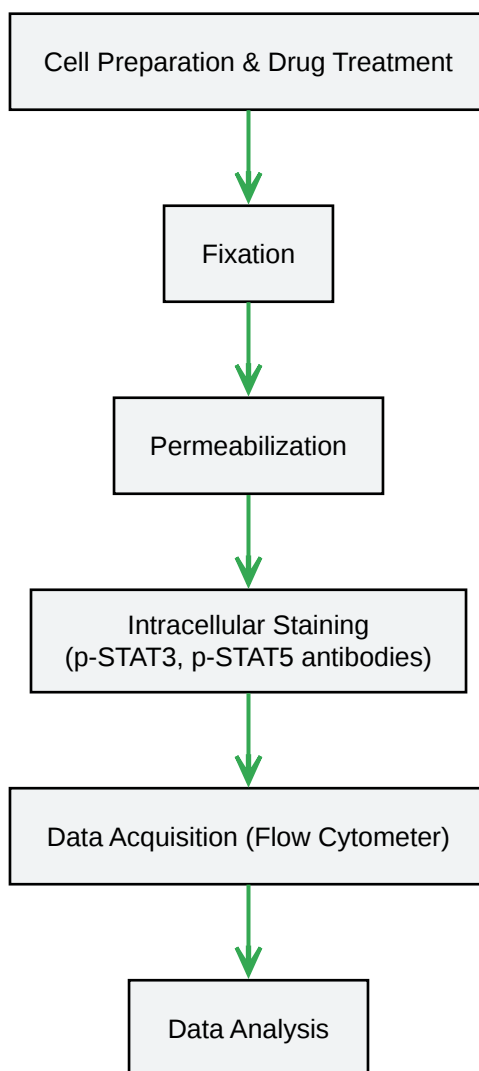 Cell Preparation & Drug Treatment
Fixation
Permeabilization
Intracellular Staining
(p-STAT3, p-STAT5 antibodies)
Data Acquisition (Flow Cytometer)
Data Analysis